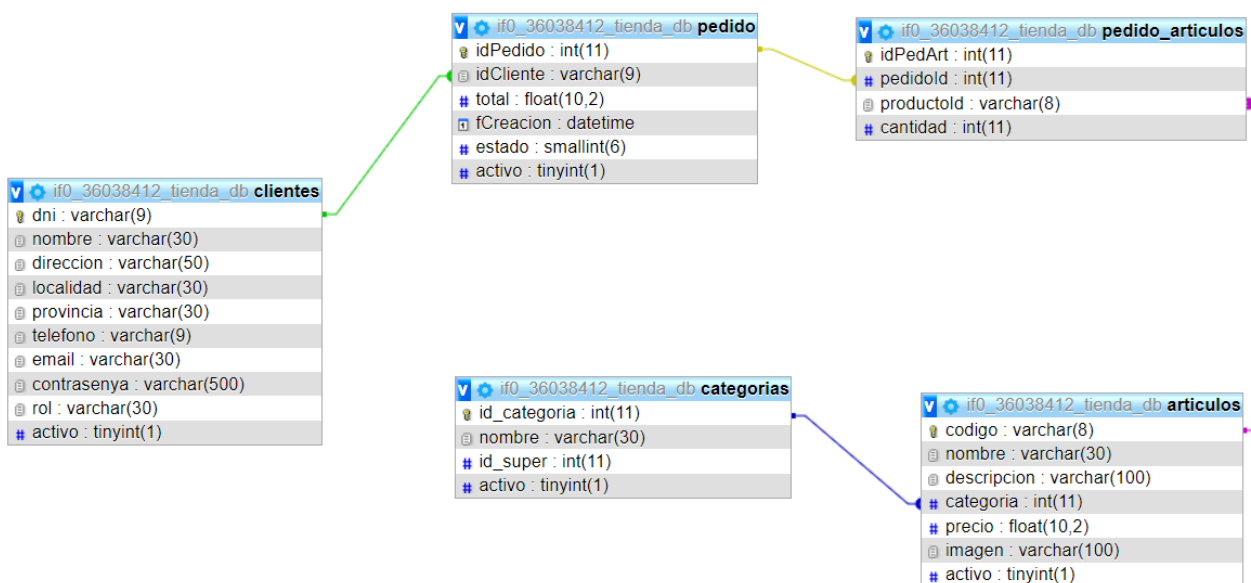 if0_36038412_tienda_db pedido
idPedido : int(11)
idCliente : varchar(9)
total : float(10,2)
fCreacion : datetime
estado : smallint(6)
activo : tinyint(1)
if0_36038412_tienda_db pedido_articulos
idPedArt : int(11)
pedidoId : int(11)
productoId : varchar(8)
cantidad : int(11)
if0_36038412_tienda_db clientes
dni : varchar(9)
nombre : varchar(30)
direccion : varchar(50)
localidad : varchar(30)
provincia : varchar(30)
telefono : varchar(9)
email : varchar(30)
contrasenya : varchar(500)
rol : varchar(30)
activo : tinyint(1)
if0_36038412_tienda_db categorias
id_categoria : int(11)
nombre : varchar(30)
id_super : int(11)
activo : tinyint(1)
if0_36038412_tienda_db articulos
codigo : varchar(8)
nombre : varchar(30)
descripcion : varchar(100)
categoria : int(11)
precio : float(10,2)
imagen : varchar(100)
activo : tinyint(1)